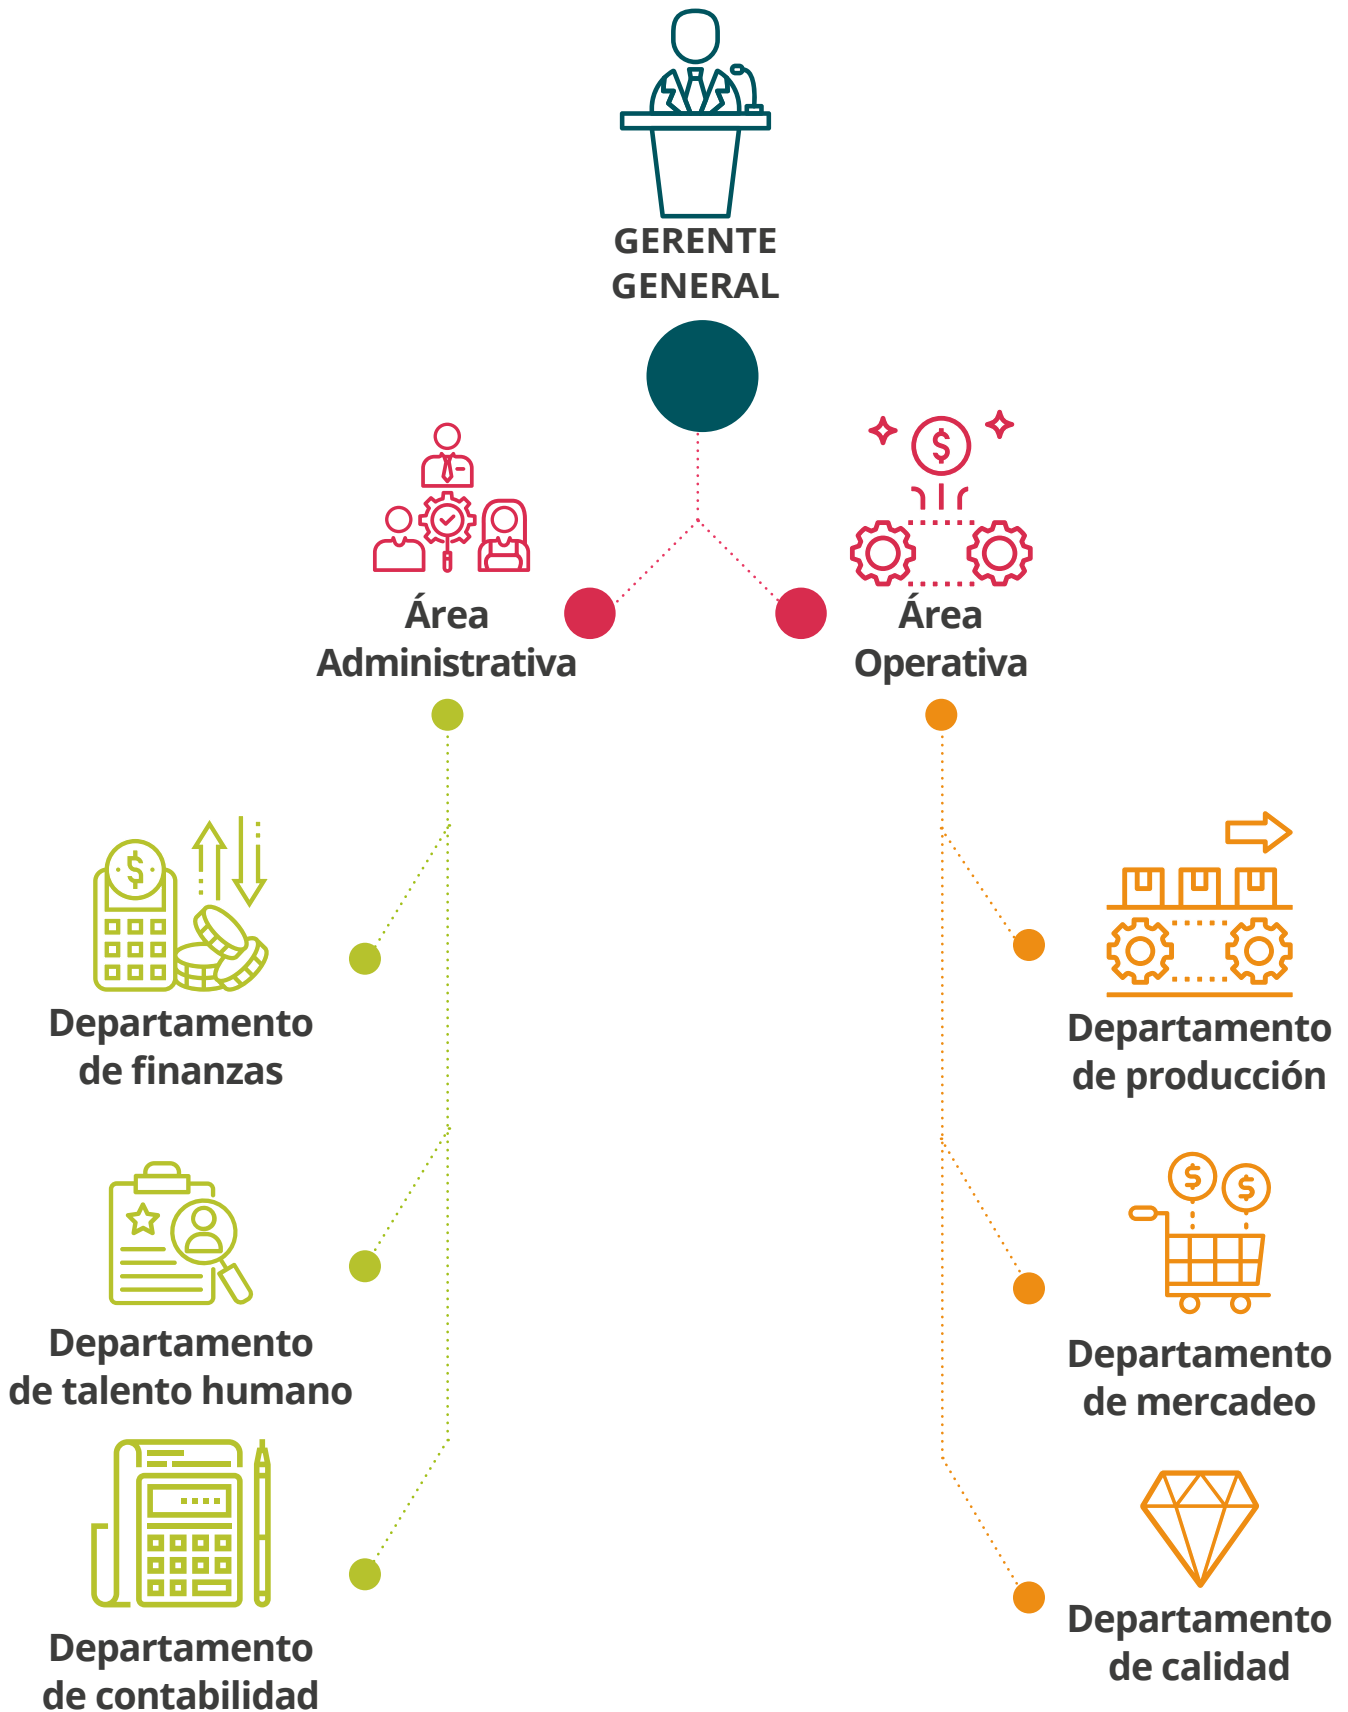 GERENTE
GENERAL
Área
Administrativa
Área
Operativa
Departamento
de finanzas
Departamento
de producción
Departamento
de talento humano
Departamento
de mercadeo
Departamento
de contabilidad
Departamento
de calidad